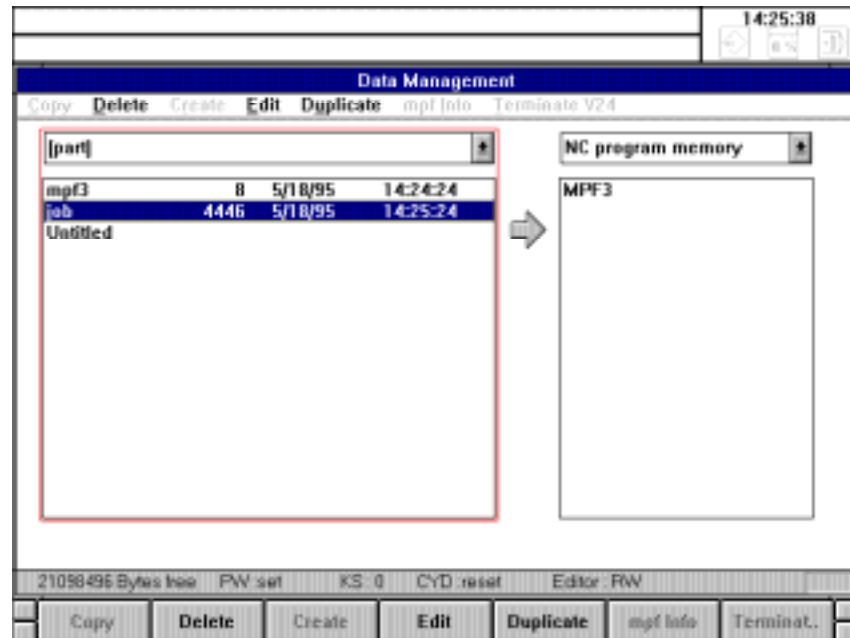 14:25:38
Data Management
Copy Delete Create Edit Duplicate mpf Info Terminate V24
[part] NC program memory
mpf3 8 5/18/95 14:24:24 MPF3
job 4446 5/18/95 14:25:24
Untitled
21098496 Bytes free PW :set KS : 0 CYD :reset Editor : RW
Copy Delete Create Edit Duplicate mpf Info Terminat..